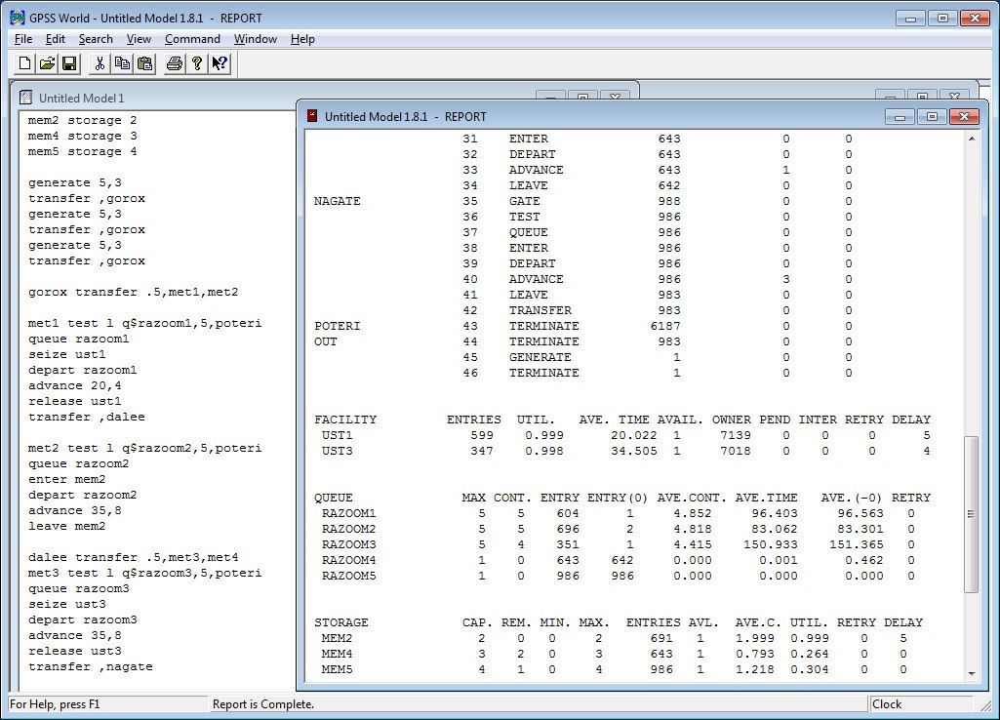 GPSS World - Untitled Model 1.8.1 - REPORT
File Edit Search View Command Window Help
Untitled Model 1
mem2 storage 2
mem4 storage 3
mem5 storage 4
generate 5,3
transfer ,gorox
generate 5,3
transfer ,gorox
generate 5,3
transfer ,gorox
gorox transfer .5,met1,met2
met1 test l q$razoom1,5,poteri
queue razoom1
seize ust1
depart razoom1
advance 20,4
release ust1
transfer ,dalee
met2 test l q$razoom2,5,poteri
queue razoom2
enter mem2
depart razoom2
advance 35,8
leave mem2
dalee transfer .5,met3,met4
met3 test l q$razoom3,5,poteri
queue razoom3
seize ust3
depart razoom3
advance 35,8
release ust3
transfer ,nagate
Untitled Model 1.8.1 - REPORT
31 ENTER 643 0 0
32 DEPART 643 0 0
33 ADVANCE 643 1 0
34 LEAVE 642 0 0
NAGATE 35 GATE 988 0 0
36 TEST 986 0 0
37 QUEUE 986 0 0
38 ENTER 986 0 0
39 DEPART 986 0 0
40 ADVANCE 986 3 0
41 LEAVE 983 0 0
42 TRANSFER 983 0 0
POTERI 43 TERMINATE 6187 0 0
OUT 44 TERMINATE 983 0 0
45 GENERATE 1 0 0
46 TERMINATE 1 0 0
FACILITY ENTRIES UTIL. AVE. TIME AVAIL. OWNER PEND INTER RETRY DELAY
UST1 599 0.999 20.022 1 7139 0 0 0 5
UST3 347 0.998 34.505 1 7018 0 0 0 4
QUEUE MAX CONT. ENTRY ENTRY(0) AVE.CONT. AVE.TIME AVE.(-0) RETRY
RAZOOM1 5 5 604 1 4.852 96.403 96.563 0
RAZOOM2 5 5 696 2 4.818 83.062 83.301 0
RAZOOM3 5 4 351 1 4.415 150.933 151.365 0
RAZOOM4 1 0 643 642 0.000 0.001 0.462 0
RAZOOM5 1 0 986 986 0.000 0.000 0.000 0
STORAGE CAP. REM. MIN. MAX. ENTRIES AVL. AVE.C. UTIL. RETRY DELAY
MEM2 2 0 0 2 691 1 1.999 0.999 0 5
MEM4 3 2 0 3 643 1 0.793 0.264 0 0
MEM5 4 1 0 4 986 1 1.218 0.304 0 0
For Help, press F1 Report is Complete. Clock